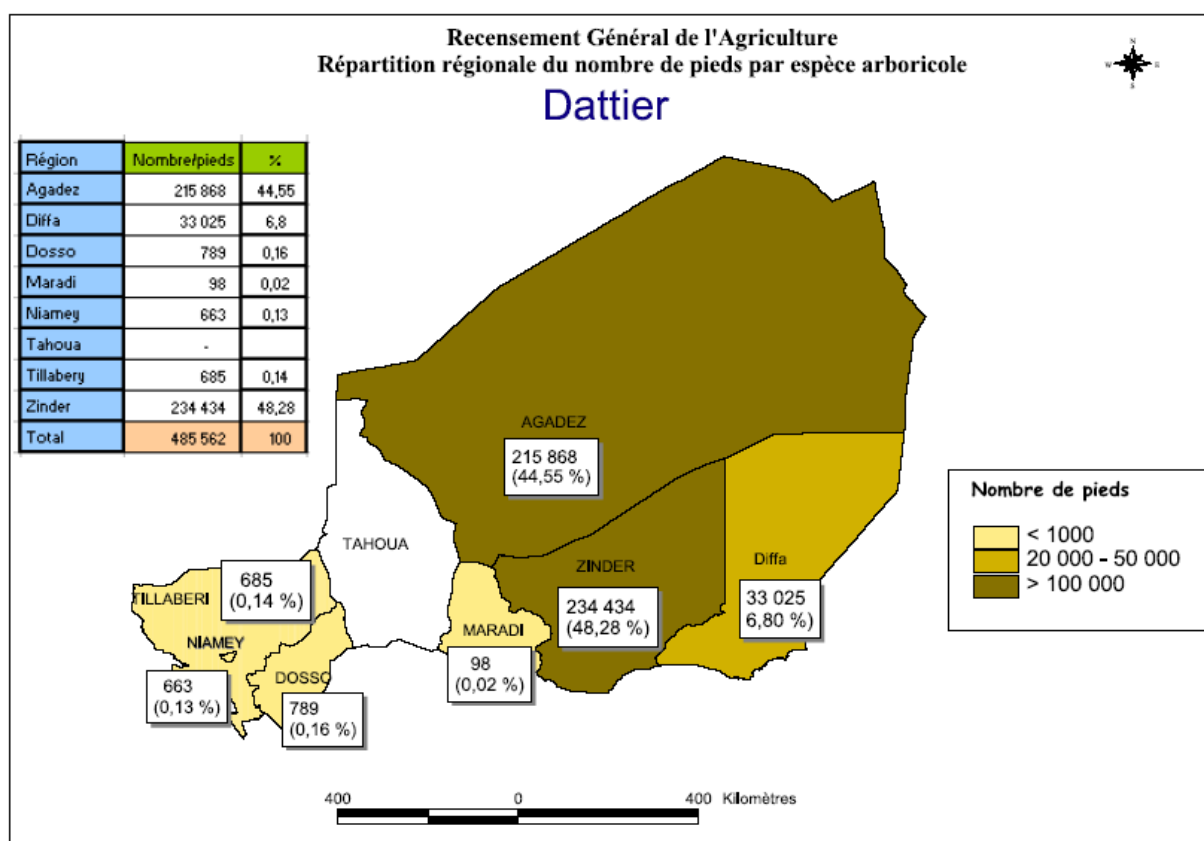 Recensement Général de l'Agriculture
Répartition régionale du nombre de pieds par espèce arboricole
Dattier
N
W E
S
Région Nombre/pieds %
Agadez 215 868 44,55
Diffa 33 025 6,8
Dosso 789 0,16
Maradi 98 0,02
Niamey 663 0,13
Tahoua -
Tillabery 685 0,14
Zinder 234 434 48,28
Total 485 562 100
AGADEZ
215 868
(44,55 %)
TAHOUA
ZINDER
234 434
(48,28 %)
Diffa
33 025
6,80 %)
685
(0,14 %)
TILLABERI
NIAMEY
663
(0,13 %)
DOSSO
789
(0,16 %)
MARADI
98
(0,02 %)
Nombre de pieds
< 1000
20 000 - 50 000
> 100 000
400 0 400 Kilomètres